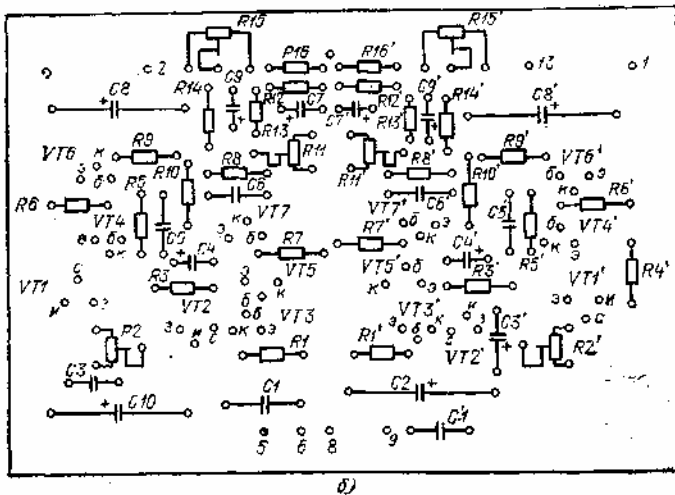 R15 R15'
R16 R16'
2 13 1
C8 R14 C9 R12 C7 C7' R12 C9' R14' C8'
R13 R13'
R9 R11 R11' R9'
VT6 к R10 R8 R8' R10' VT6'
э б R5 C6 C6' C5' б э
R6 к R6'
VT4 VT7 VT7' VT4'
э б к C4 э б R7 R7' б э к C4' R5' к э б
R4'
с R3 VT5 VT5' б R3'
VT1 VT2 к э к э VT1'
и э б б VT3 VT3' к э и
R2 э и с к э э б к с э C3' с
VT2' R2'
C3 R1 R1'
C10 C1 C2 C1'
5 6 8 9
б)